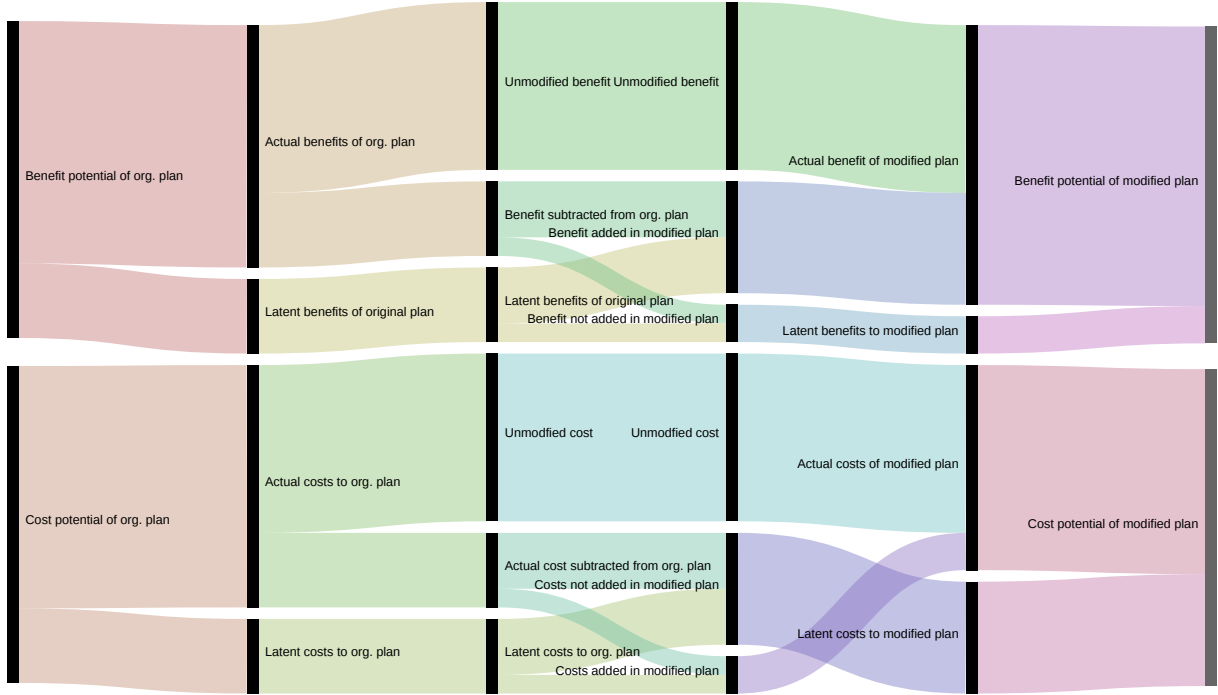 Unmodified benefit Unmodified benefit
Actual benefits of org. plan
Actual benefit of modified plan
Benefit potential of org. plan
Benefit potential of modified plan
Benefit subtracted from org. plan
Benefit added in modified plan
Latent benefits of original plan
Latent benefits of original plan
Benefit not added in modified plan
Latent benefits to modified plan
Unmodfied cost
Unmodfied cost
Actual costs of modified plan
Actual costs to org. plan
Cost potential of org. plan
Cost potential of modified plan
Actual cost subtracted from org. plan
Costs not added in modified plan
Latent costs to modified plan
Latent costs to org. plan
Latent costs to org. plan
Costs added in modified plan